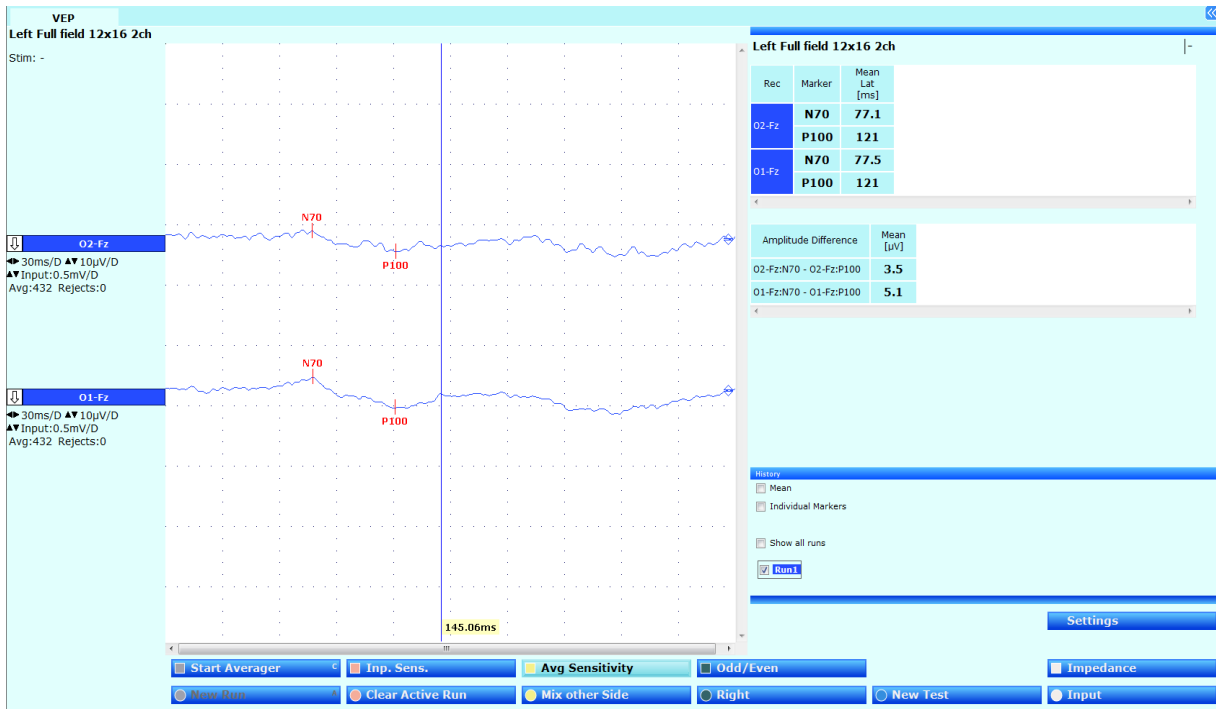 VEP
Left Full field 12x16 2ch
Stim: -
N70
P100
O2-Fz
30ms/D 10µV/D
Input:0.5mV/D
Avg:432 Rejects:0
N70
P100
O1-Fz
30ms/D 10µV/D
Input:0.5mV/D
Avg:432 Rejects:0
145.06ms
Left Full field 12x16 2ch
-
Rec Marker Mean Lat [ms]
O2-Fz N70 77.1
P100 121
O1-Fz N70 77.5
P100 121
Amplitude Difference Mean [µV]
O2-Fz:N70 - O2-Fz:P100 3.5
O1-Fz:N70 - O1-Fz:P100 5.1
History
Mean
Individual Markers
Show all runs
Run1
Settings
Start Averager C Inp. Sens. Avg Sensitivity Odd/Even Impedance
New Run Clear Active Run Mix other Side Right New Test Input